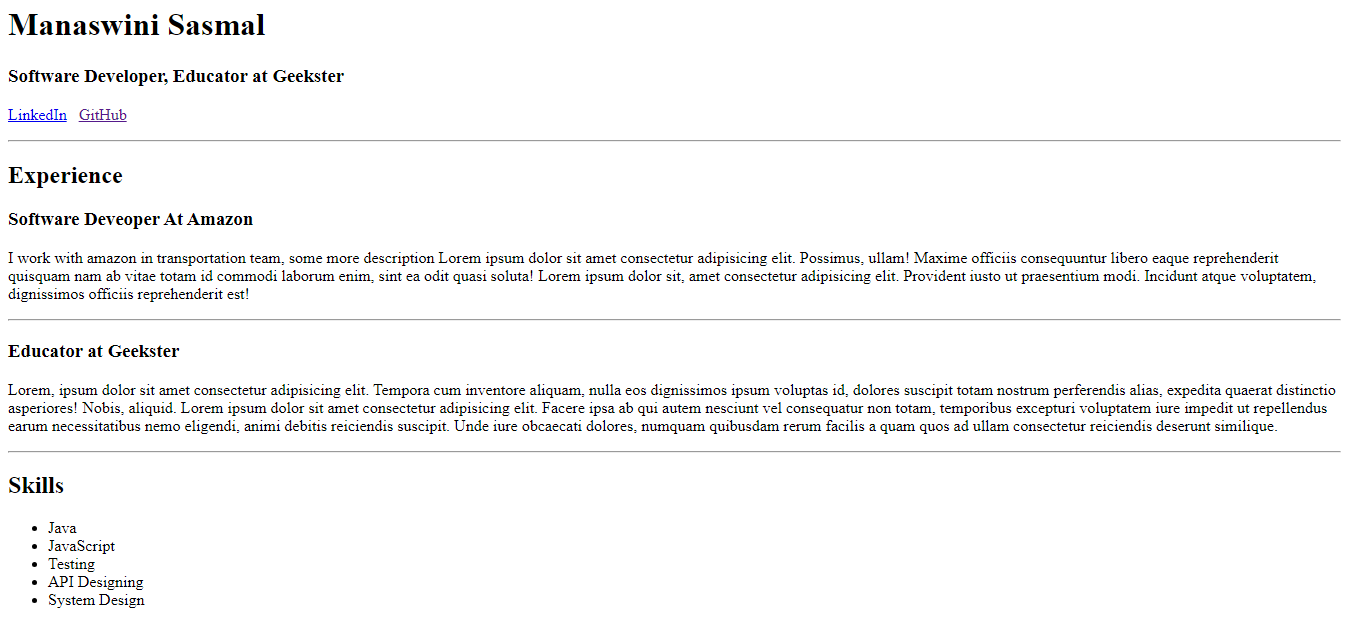 Manaswini Sasmal
Software Developer, Educator at Geekster
LinkedIn GitHub
Experience
Software Deveoper At Amazon
I work with amazon in transportation team, some more description Lorem ipsum dolor sit amet consectetur adipisicing elit. Possimus, ullam! Maxime officiis consequuntur libero eaque reprehenderit
quisquam nam ab vitae totam id commodi laborum enim, sint ea odit quasi soluta! Lorem ipsum dolor sit, amet consectetur adipisicing elit. Provident iusto ut praesentium modi. Incidunt atque voluptatem,
dignissimos officiis reprehenderit est!
Educator at Geekster
Lorem, ipsum dolor sit amet consectetur adipisicing elit. Tempora cum inventore aliquam, nulla eos dignissimos ipsum voluptas id, dolores suscipit totam nostrum perferendis alias, expedita quaerat distinctio
asperiores! Nobis, aliquid. Lorem ipsum dolor sit amet consectetur adipisicing elit. Facere ipsa ab qui autem nesciunt vel consequatur non totam, temporibus excepturi voluptatem iure impedit ut repellendus
earum necessitatibus nemo eligendi, animi debitis reiciendis suscipit. Unde iure obcaecati dolores, numquam quibusdam rerum facilis a quam quos ad ullam consectetur reiciendis deserunt similique.
Skills
• Java
• JavaScript
• Testing
• API Designing
• System Design